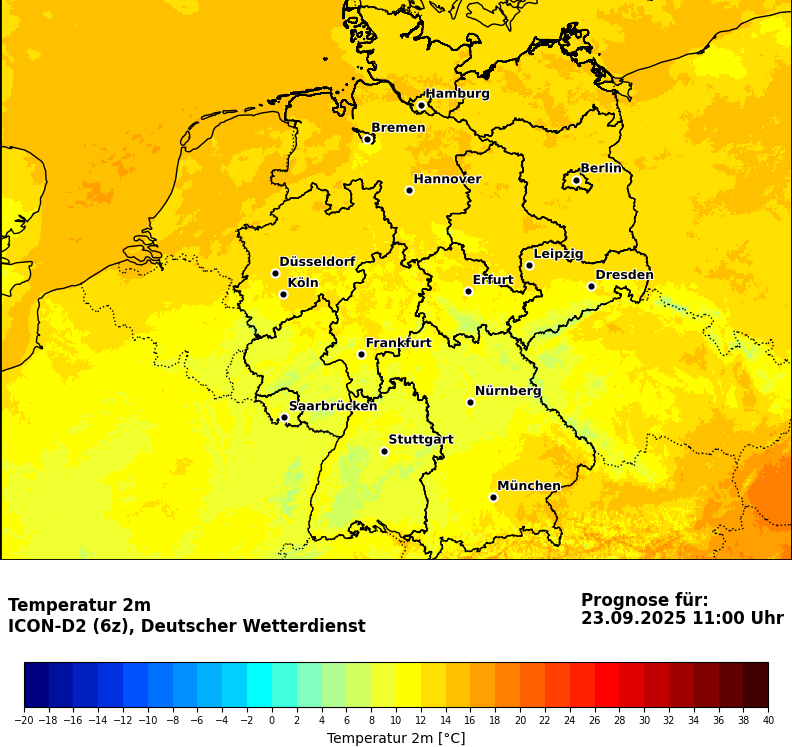 Hamburg
Bremen
Berlin
Hannover
Leipzig
Düsseldorf
Dresden
Köln
Erfurt
Frankfurt
Nürnberg
Saarbrücken
Stuttgart
München
Temperatur 2m
ICON-D2 (6z), Deutscher Wetterdienst
Prognose für:
23.09.2025 11:00 Uhr
−20 −18 −16 −14 −12 −10 −8 −6 −4 −2 0 2 4 6 8 10 12 14 16 18 20 22 24 26 28 30 32 34 36 38 40
Temperatur 2m [°C]